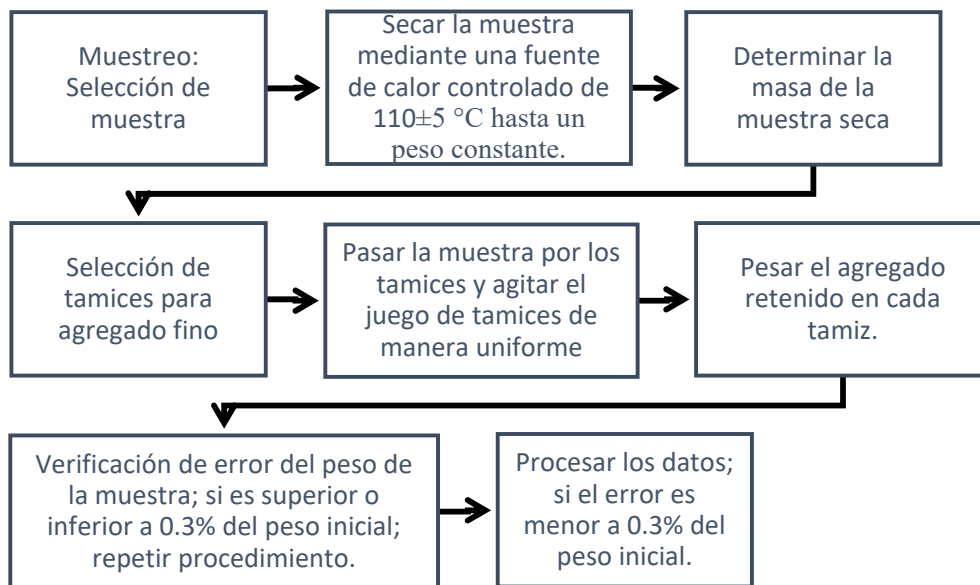 Muestreo:
Selección de
muestra
Secar la muestra
mediante una fuente
de calor controlado de
110±5 °C hasta un
peso constante.
Determinar la
masa de la
muestra seca
Selección de
tamices para
agregado fino
Pasar la muestra por los
tamices y agitar el
juego de tamices de
manera uniforme
Pesar el agregado
retenido en cada
tamiz.
Verificación de error del peso de
la muestra; si es superior o
inferior a 0.3% del peso inicial;
repetir procedimiento.
Procesar los datos;
si el error es
menor a 0.3% del
peso inicial.